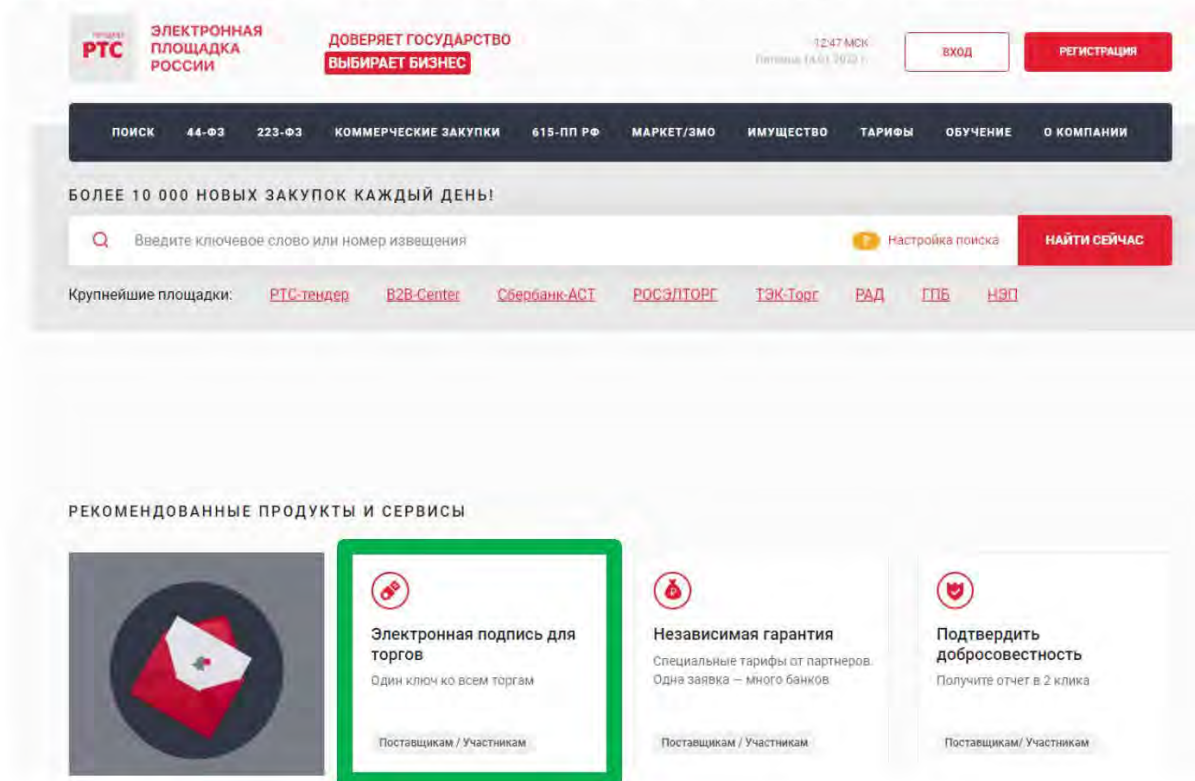 РТС
ЭЛЕКТРОННАЯ
ПЛОЩАДКА
РОССИИ
ДОВЕРЯЕТ ГОСУДАРСТВО
ВЫБИРАЕТ БИЗНЕС
12:47 МСК
ВХОД
РЕГИСТРАЦИЯ
ПОИСК 44-ФЗ 223-ФЗ КОММЕРЧЕСКИЕ ЗАКУПКИ 615-ПП РФ МАРКЕТ/ЗМО ИМУЩЕСТВО ТАРИФЫ ОБУЧЕНИЕ О КОМПАНИИ
БОЛЕЕ 10 000 НОВЫХ ЗАКУПОК КАЖДЫЙ ДЕНЬ!
Введите ключевое слово или номер извещения
Настройка поиска
НАЙТИ СЕЙЧАС
Крупнейшие площадки: РТС-тендер B2B-Center Сбербанк-АСТ РОСЭЛТОРГ ТЭК-Торг РАД ГПБ НЭП
РЕКОМЕНДОВАННЫЕ ПРОДУКТЫ И СЕРВИСЫ
Электронная подпись для
торгов
Один ключ ко всем торгам
Поставщикам / Участникам
Независимая гарантия
Специальные тарифы от партнеров.
Одна заявка — много банков
Поставщикам / Участникам
Подтвердить
добросовестность
Получите отчет в 2 клика
Поставщикам/ Участникам